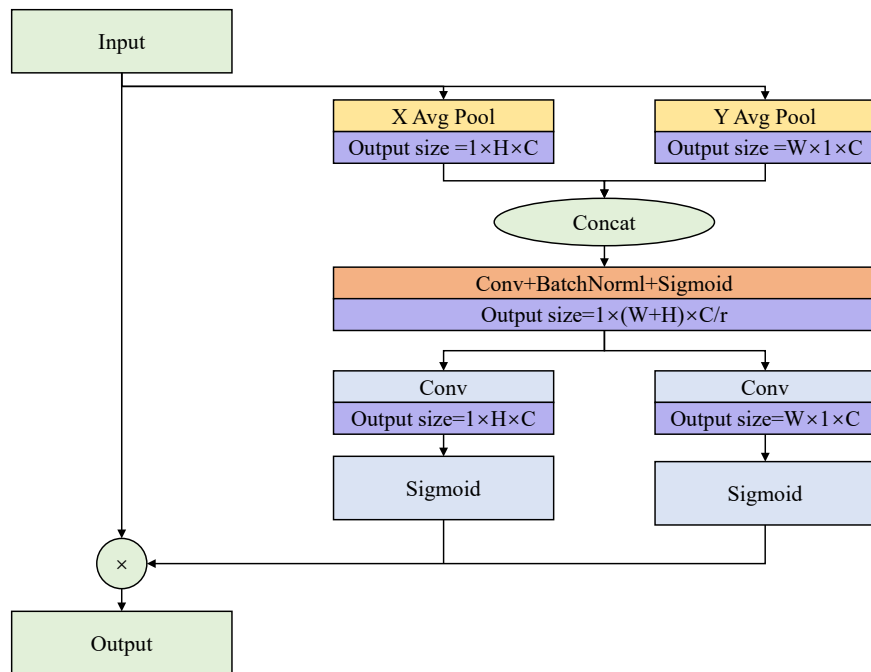 Input
X Avg Pool
Output size =1×H×C
Y Avg Pool
Output size =W×1×C
Concat
Conv+BatchNorml+Sigmoid
Output size=1×(W+H)×C/r
Conv
Output size=1×H×C
Conv
Output size=W×1×C
Sigmoid
Sigmoid
×
Output